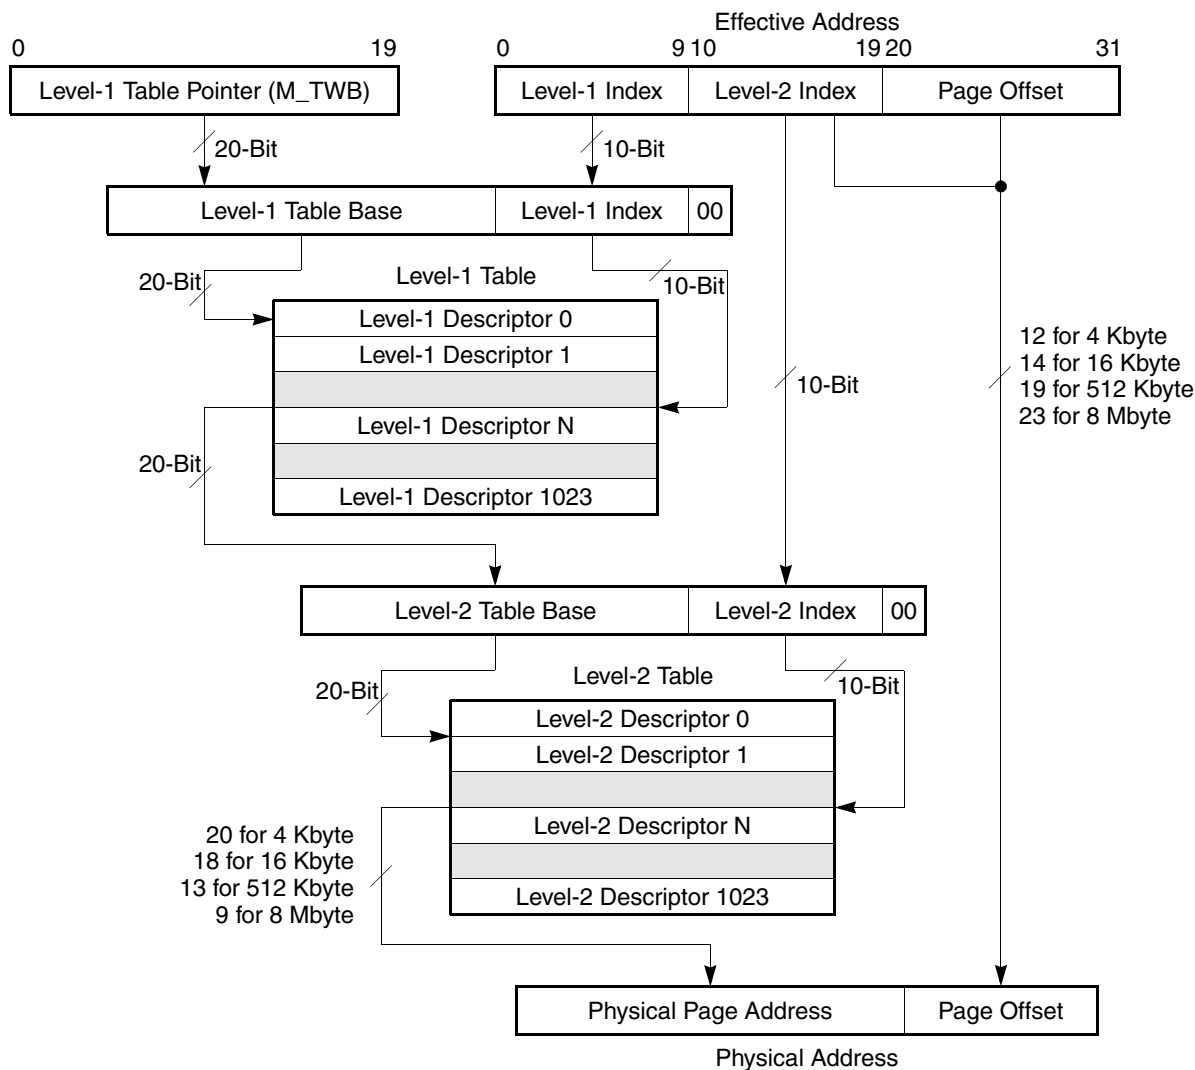 Effective Address
0 19 0 9 10 19 20 31
Level-1 Table Pointer (M_TWB) Level-1 Index Level-2 Index Page Offset
20-Bit 10-Bit
Level-1 Table Base Level-1 Index 00
20-Bit Level-1 Table 10-Bit
Level-1 Descriptor 0
Level-1 Descriptor 1
Level-1 Descriptor N
Level-1 Descriptor 1023
20-Bit
10-Bit
12 for 4 Kbyte
14 for 16 Kbyte
19 for 512 Kbyte
23 for 8 Mbyte
Level-2 Table Base Level-2 Index 00
20-Bit Level-2 Table 10-Bit
Level-2 Descriptor 0
Level-2 Descriptor 1
Level-2 Descriptor N
Level-2 Descriptor 1023
20 for 4 Kbyte
18 for 16 Kbyte
13 for 512 Kbyte
9 for 8 Mbyte
Physical Page Address Page Offset
Physical Address